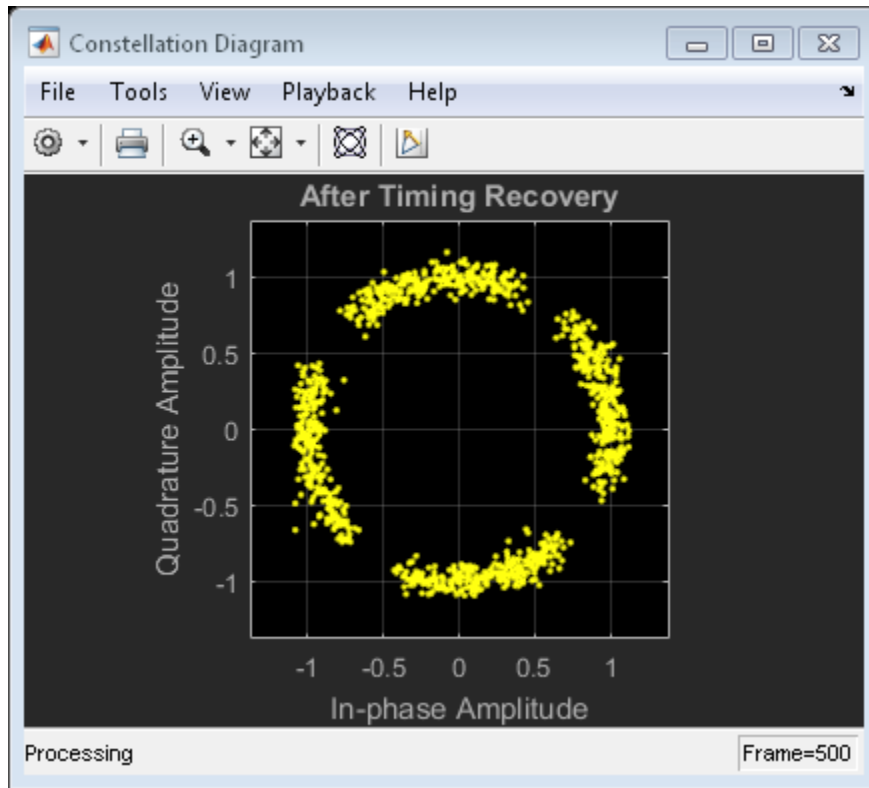 Constellation Diagram
File Tools View Playback Help
After Timing Recovery
Quadrature Amplitude
1
0.5
0
-0.5
-1
-1 -0.5 0 0.5 1
In-phase Amplitude
Processing Frame=500